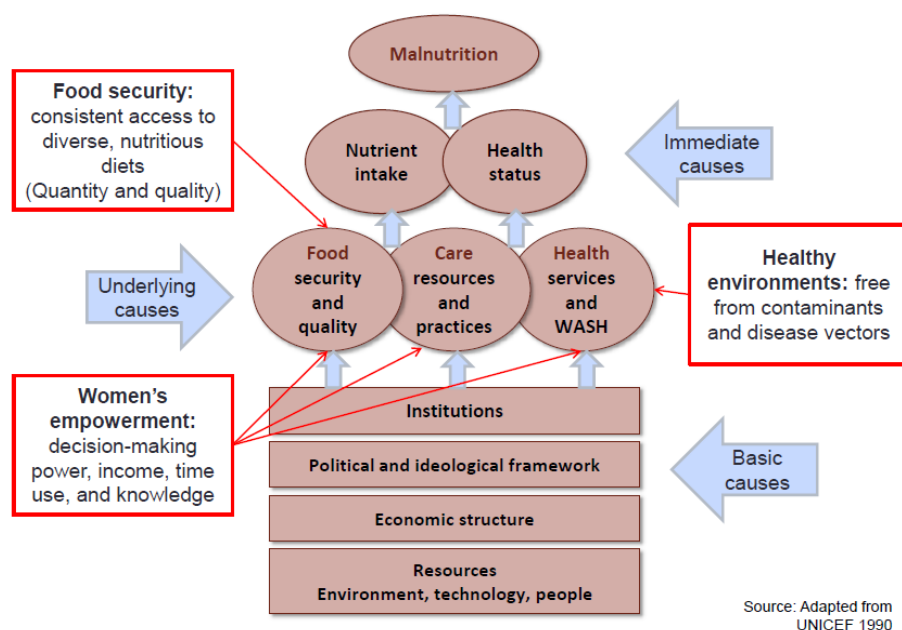 Malnutrition
Food security:
consistent access to
diverse, nutritious
diets
(Quantity and quality)
Nutrient
intake
Health
status
Immediate
causes
Underlying
causes
Food
security
and
quality
Care
resources
and
practices
Health
services
and
WASH
Healthy
environments: free
from contaminants
and disease vectors
Women's
empowerment:
decision-making
power, income, time
use, and knowledge
Institutions
Political and ideological framework
Economic structure
Resources
Environment, technology, people
Basic
causes
Source: Adapted from
UNICEF 1990